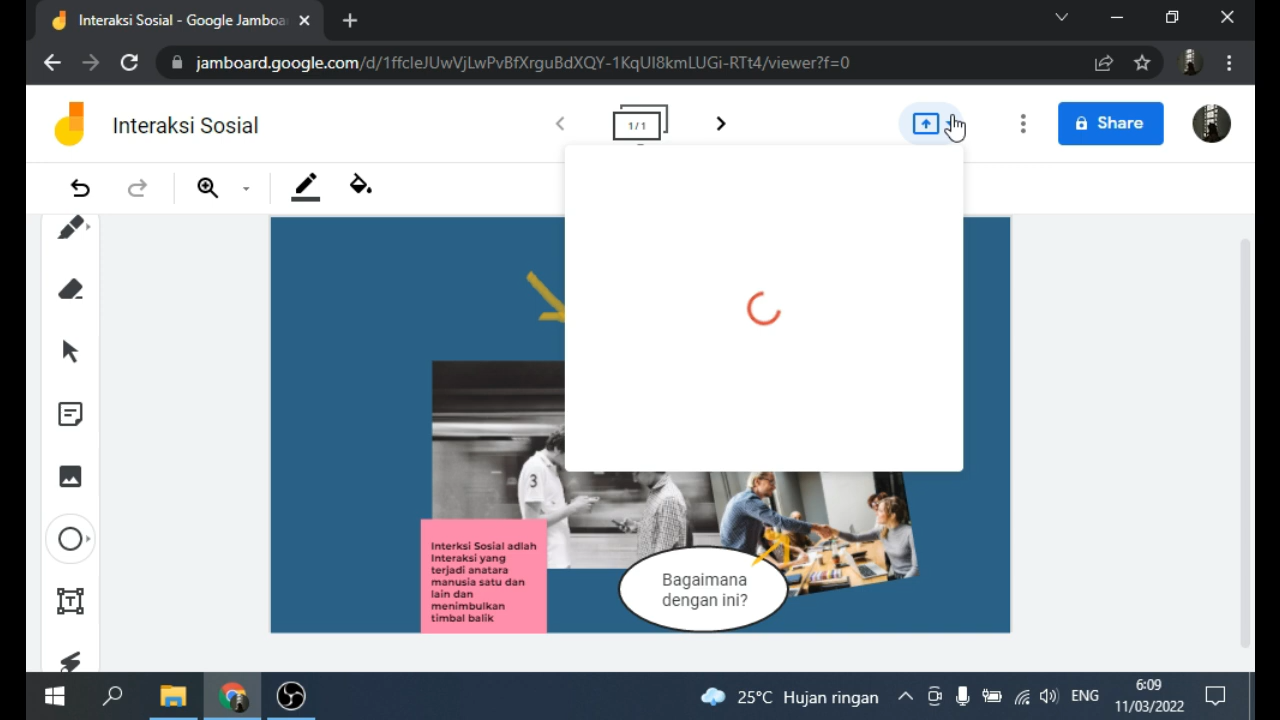 Interaksi Sosial - Google Jamboa
jamboard.google.com/d/1ffcleJUwVjLwPvBfXrguBdXQY-1KqUI8kmLUGi-RTt4/viewer?f=0
Interaksi Sosial
1/1
Share
3
Interksi Sosial adlah
Interaksi yang
terjadi anatara
manusia satu dan
lain dan
menimbulkan
timbal balik
Bagaimana
dengan ini?
25°C Hujan ringan
ENG
6:09
11/03/2022